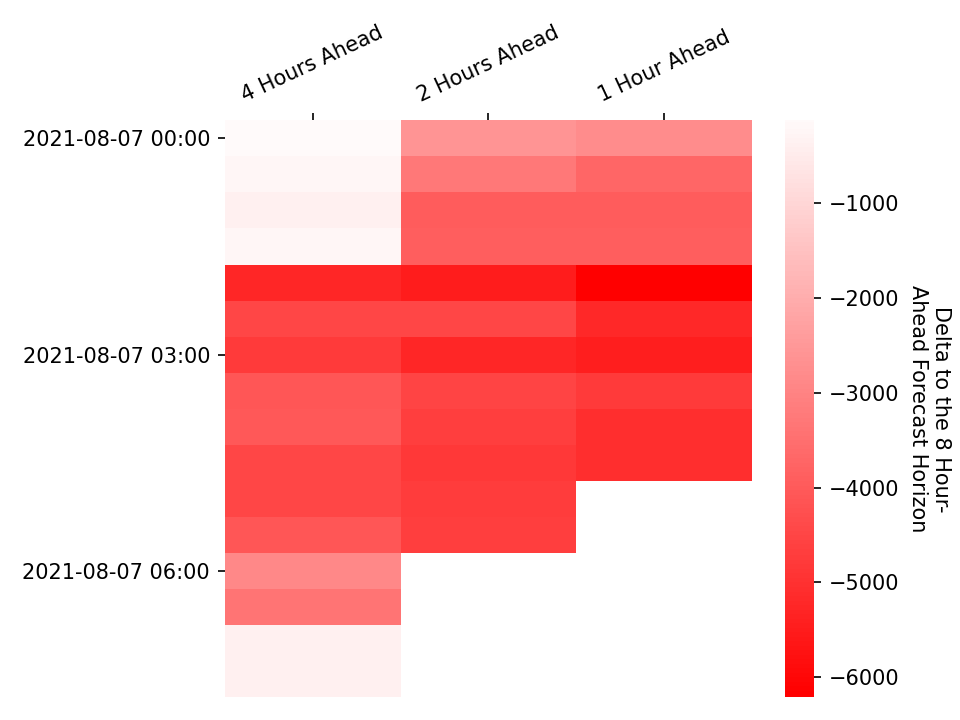 4 Hours Ahead
2 Hours Ahead
1 Hour Ahead
2021-08-07 00:00
2021-08-07 03:00
2021-08-07 06:00
−1000
−2000
−3000
−4000
−5000
−6000
Delta to the 8 Hour-
Ahead Forecast Horizon